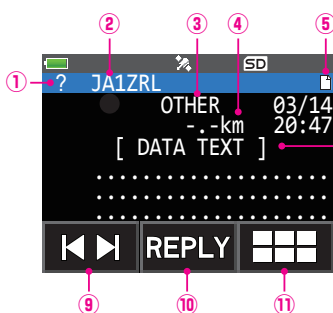 ② ③ ④ ⑤
SD
① ? JA1ZRL
OTHER 03/14
-.-km 20:47
[ DATA TEXT ]
REPLY
⑨ ⑩ ⑪